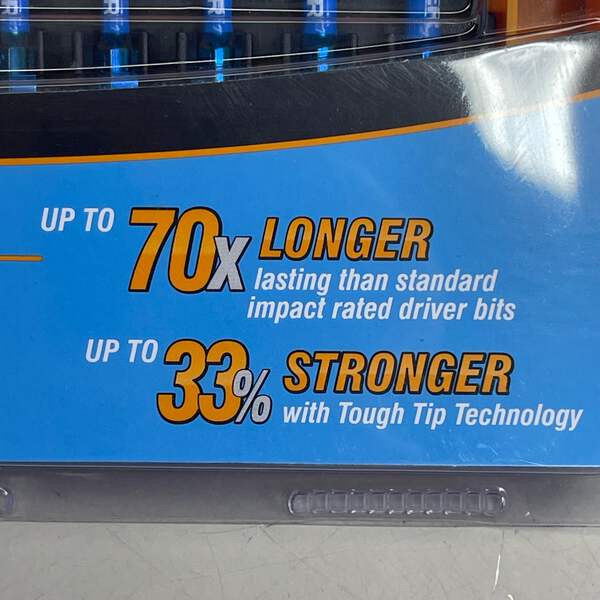 UP TO 70x LONGER
lasting than standard
impact rated driver bits
UP TO 33% STRONGER
with Tough Tip Technology